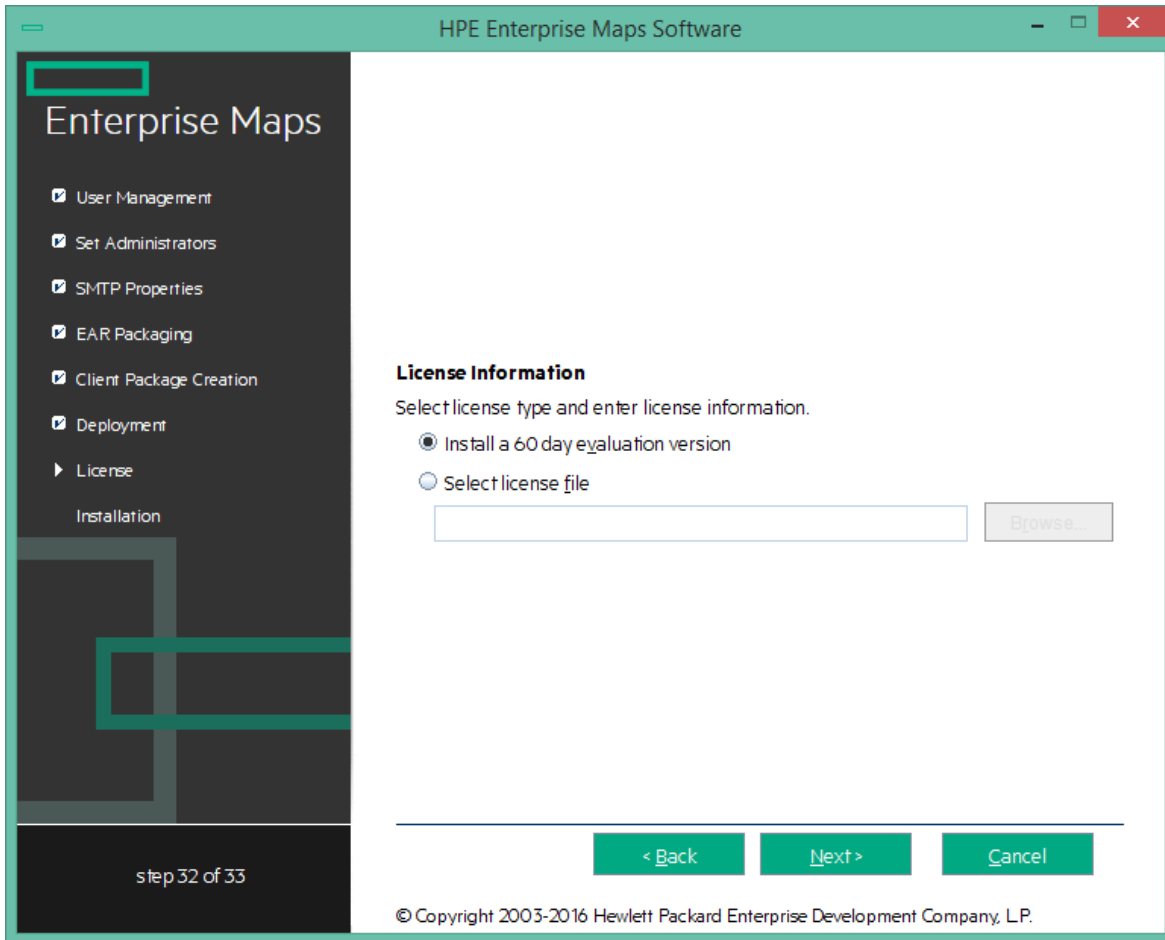 HPE Enterprise Maps Software
Enterprise Maps
User Management
Set Administrators
SMTP Properties
EAR Packaging
Client Package Creation
Deployment
License
Installation
License Information
Select license type and enter license information.
Install a 60 day evaluation version
Select license file
Browse...
< Back
Next >
Cancel
step 32 of 33
© Copyright 2003-2016 Hewlett Packard Enterprise Development Company, L.P.